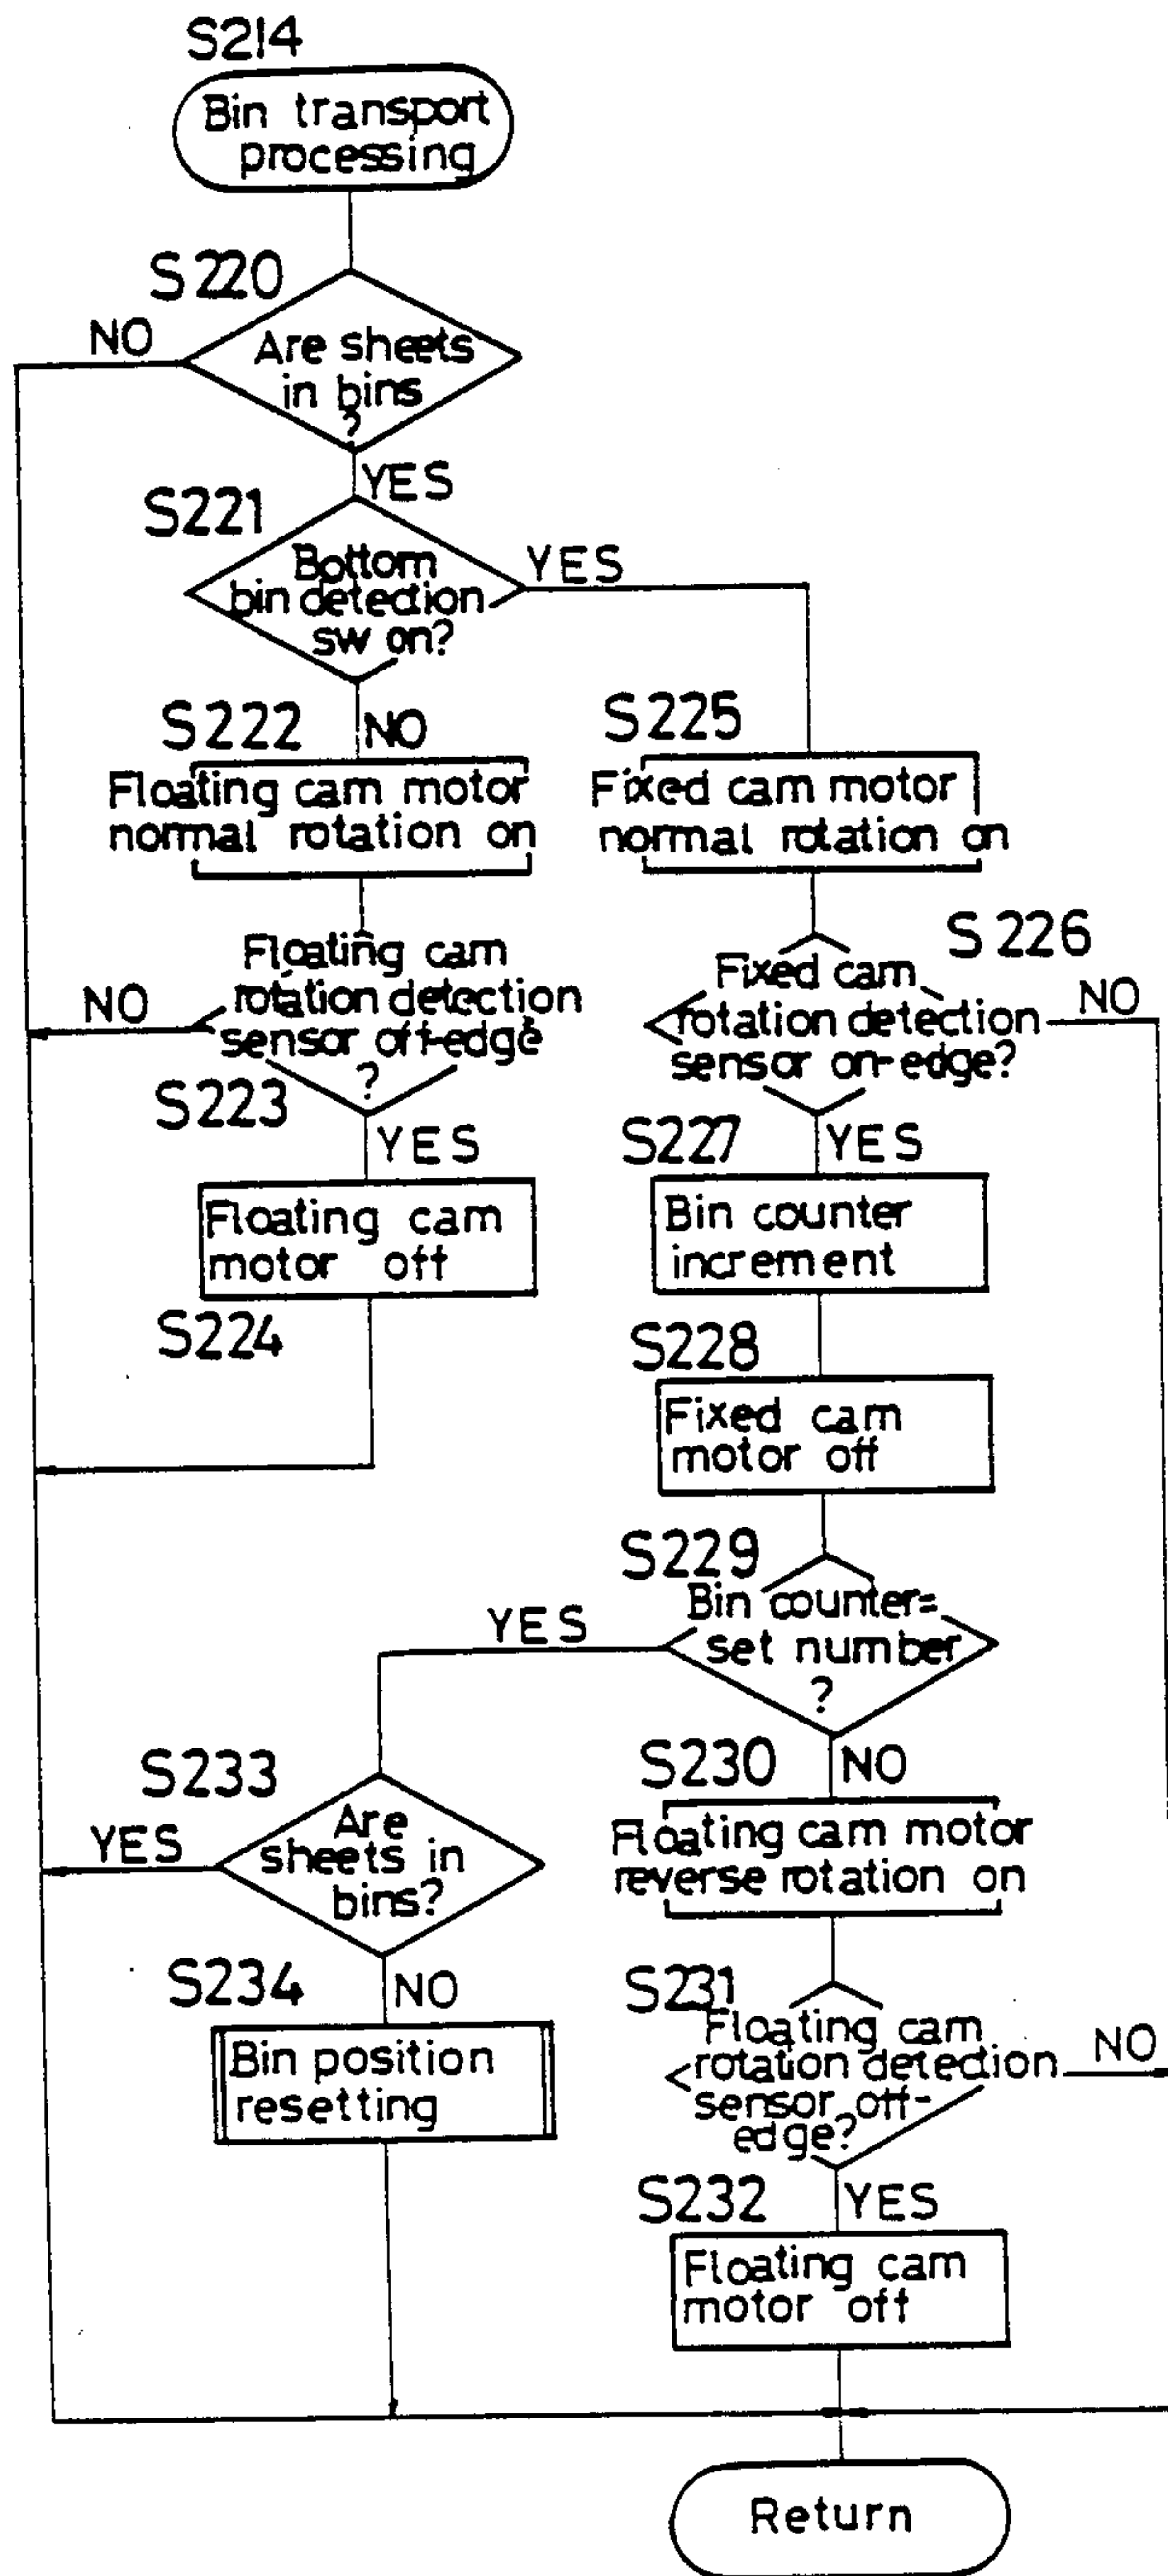 S214
Bin transport
processing
S220
NO
Are sheets
in bins
?
YES
S221
Bottom
bin detection
sw on?
YES
NO
S222
Floating cam motor
normal rotation on
S225
Fixed cam motor
normal rotation on
Floating cam
rotation detection
sensor off-edge
?
NO
S223
YES
S226
Fixed cam
rotation detection
sensor on-edge?
NO
S227
YES
Floating cam
motor off
S224
Bin counter
increment
S228
Fixed cam
motor off
S229
Bin counter=
set number
?
YES
S230
NO
S233
Are
sheets in
bins?
YES
Floating cam motor
reverse rotation on
S234
NO
Bin position
resetting
S231
Floating cam
rotation detection
sensor off-
edge?
NO
S232
YES
Floating cam
motor off
Return